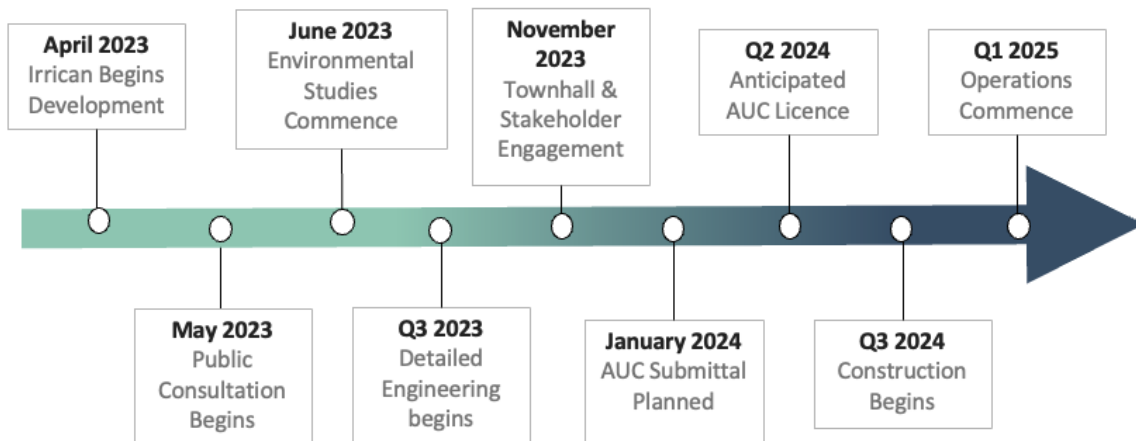 April 2023
Irrican Begins
Development
June 2023
Environmental
Studies
Commence
November
2023
Townhall &
Stakeholder
Engagement
Q2 2024
Anticipated
AUC Licence
Q1 2025
Operations
Commence
May 2023
Public
Consultation
Begins
Q3 2023
Detailed
Engineering
begins
January 2024
AUC Submittal
Planned
Q3 2024
Construction
Begins